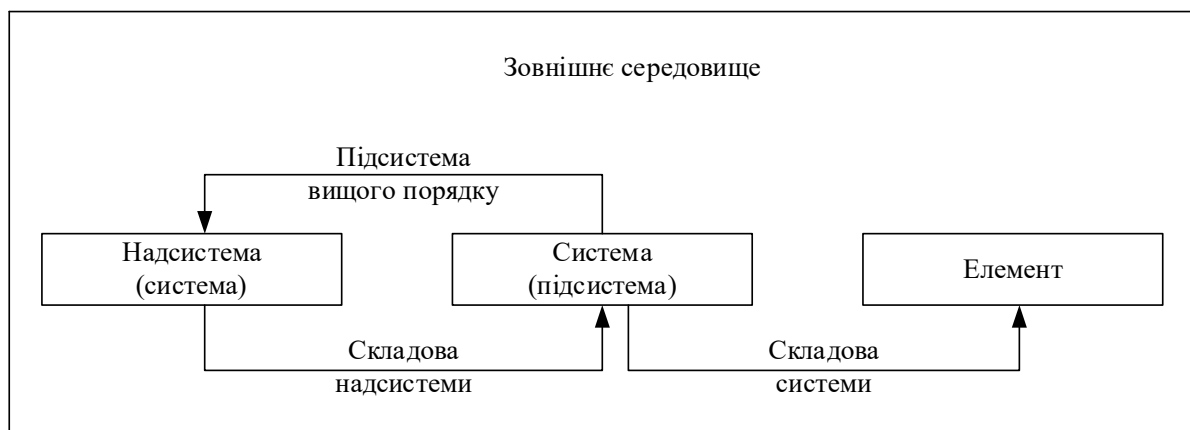 Зовнішнє середовище
Підсистема
вищого порядку
Надсистема
(система)
Система
(підсистема)
Елемент
Складова
надсистеми
Складова
системи